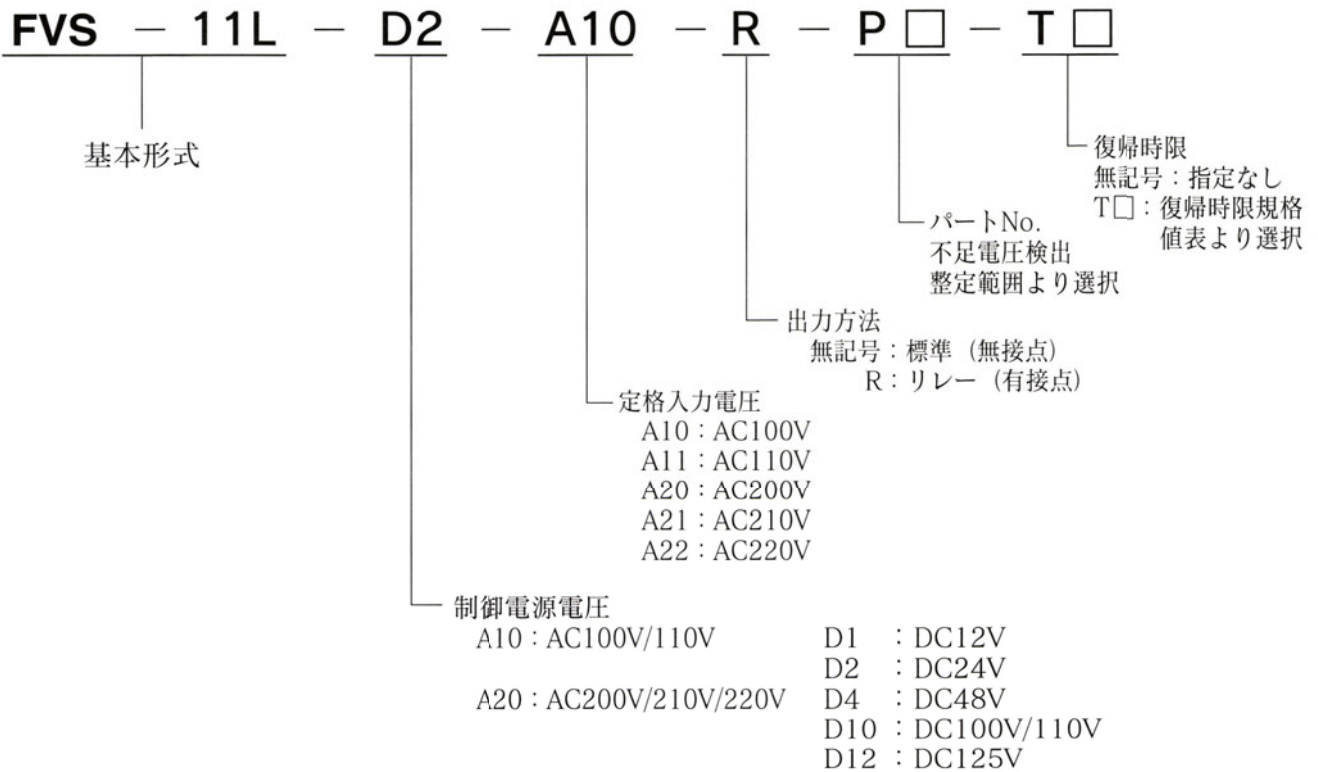 FVS － 11L － D2 － A10 － R － P □ － T □
基本形式
復帰時限
無記号：指定なし
T□：復帰時限規格
値表より選択
パートNo.
不足電圧検出
整定範囲より選択
出力方法
無記号：標準（無接点）
R：リレー（有接点）
定格入力電圧
A10：AC100V
A11：AC110V
A20：AC200V
A21：AC210V
A22：AC220V
制御電源電圧
A10：AC100V/110V D1 ：DC12V
D2 ：DC24V
A20：AC200V/210V/220V D4 ：DC48V
D10：DC100V/110V
D12：DC125V